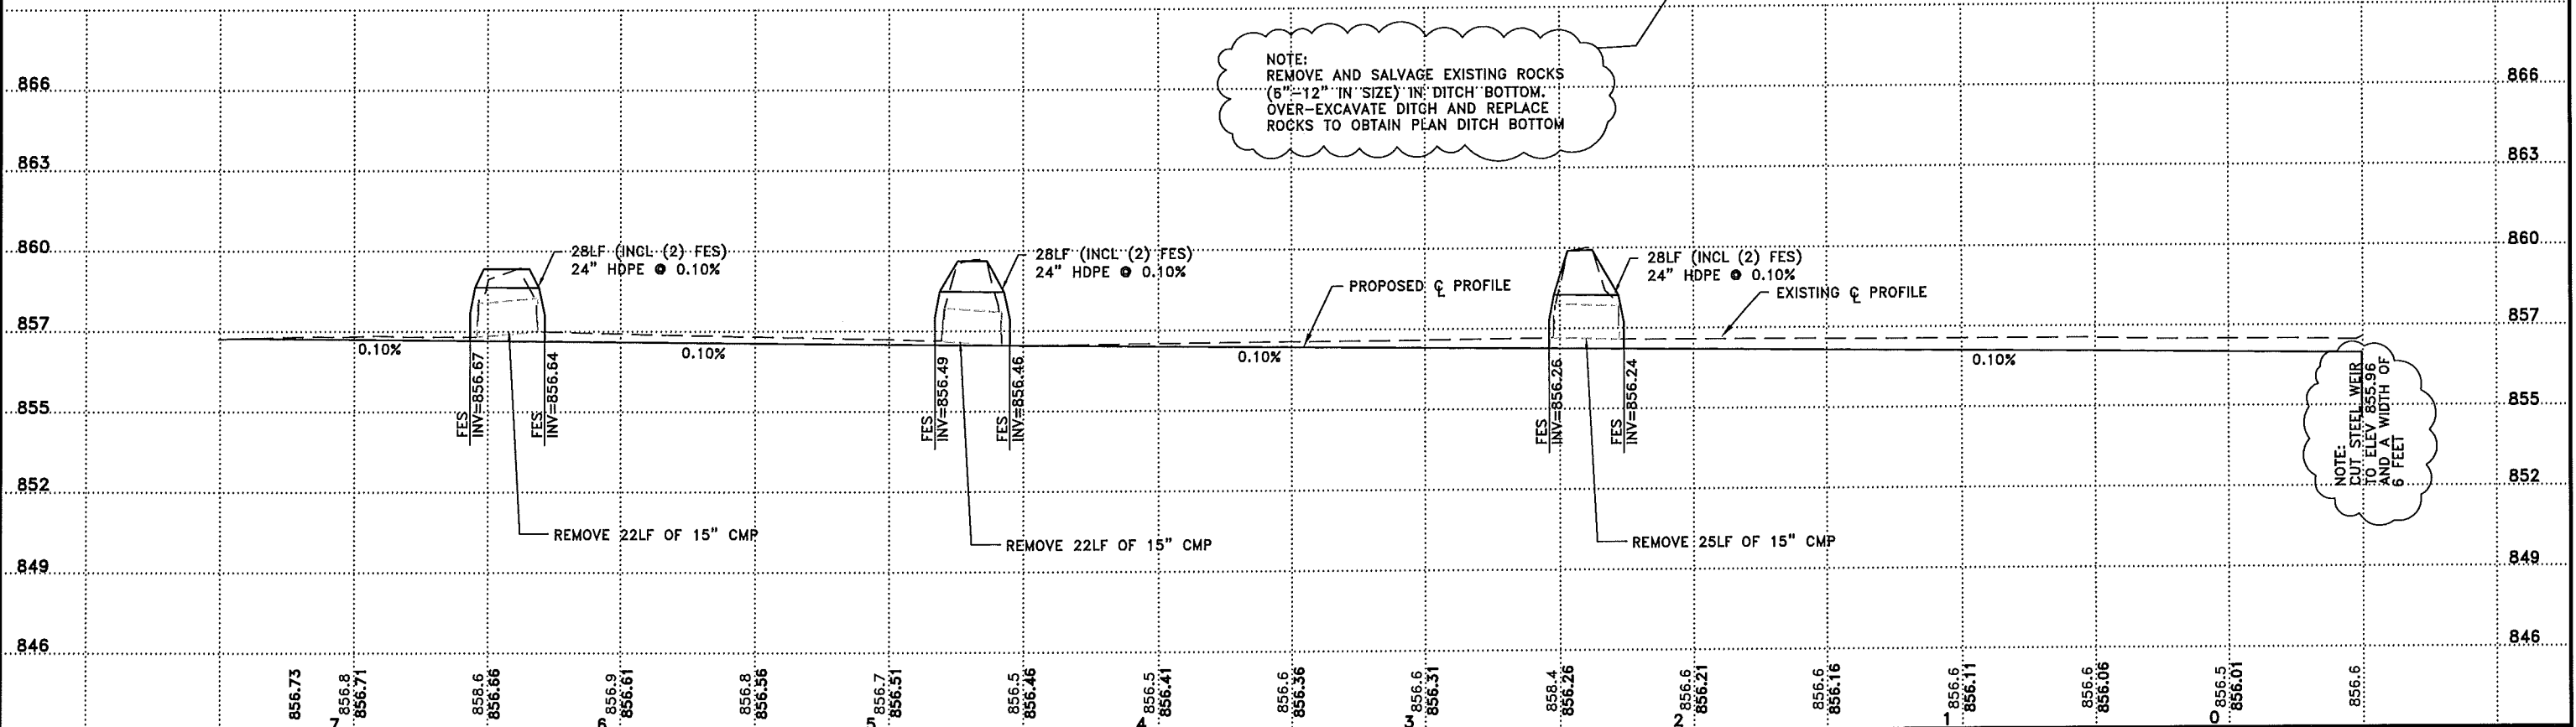 NOTE:
REMOVE AND SALVAGE EXISTING ROCKS
(6"-12" IN SIZE) IN DITCH BOTTOM.
OVER-EXCAVATE DITCH AND REPLACE
ROCKS TO OBTAIN PLAN DITCH BOTTOM
866 866
863 863
860 860
28LF (INCL (2) FES)
24" HDPE @ 0.10%
28LF (INCL (2) FES)
24" HDPE @ 0.10%
28LF (INCL (2) FES)
24" HDPE @ 0.10%
PROPOSED ℄ PROFILE
EXISTING ℄ PROFILE
857 857
0.10% 0.10% 0.10% 0.10%
FES
INV=856.67
FES
INV=856.64
FES
INV=856.49
FES
INV=856.46
FES
INV=856.26
FES
INV=856.24
NOTE:
CUT STEEL WEIR
TO ELEV 855.96
AND A WIDTH OF
6 FEET
855 855
852 852
REMOVE 22LF OF 15" CMP
REMOVE 22LF OF 15" CMP
REMOVE 25LF OF 15" CMP
849 849
846 846
856.73
856.8
856.71
858.6
856.66
856.9
856.61
856.8
856.56
856.7
856.51
856.5
856.46
856.5
856.41
856.6
856.36
856.6
856.31
858.4
856.26
856.6
856.21
856.6
856.16
856.6
856.11
856.6
856.06
856.5
856.01
856.6
7 6 5 4 3 2 1 0